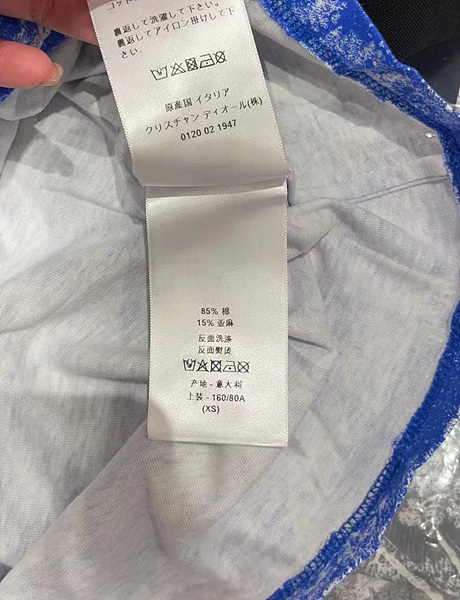 裏返して洗濯して下さい。
裏返してアイロン掛けして下
さい。
原産国 イタリア
クリスチャン ディオール(株)
0120 02 1947
85% 棉
15% 亚麻
反面洗涤
反面熨烫
产地 - 意大利
上装 - 160/80A
(XS)